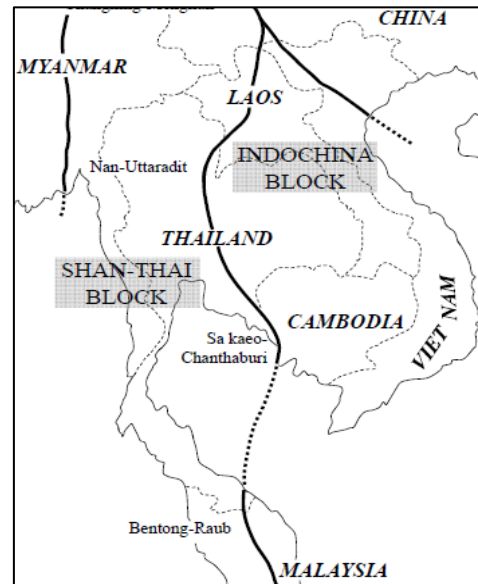 CHINA
MYANMAR
LAOS
INDOCHINA
BLOCK
Nan-Uttaradit
THAILAND
SHAN-THAI
BLOCK
CAMBODIA
VIET NAM
Sa kaeo-
Chanthaburi
Bentong-Raub
MALAYSIA